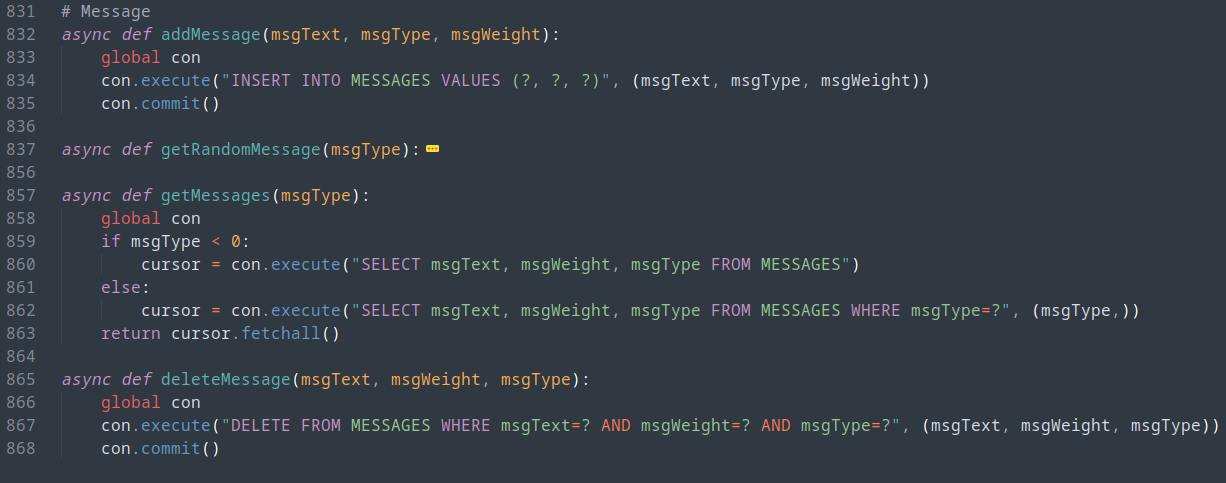 831 # Message
832 async def addMessage(msgText, msgType, msgWeight):
833     global con
834     con.execute("INSERT INTO MESSAGES VALUES (?, ?, ?)", (msgText, msgType, msgWeight))
835     con.commit()
836
837 async def getRandomMessage(msgType):
856
857 async def getMessages(msgType):
858     global con
859     if msgType < 0:
860         cursor = con.execute("SELECT msgText, msgWeight, msgType FROM MESSAGES")
861     else:
862         cursor = con.execute("SELECT msgText, msgWeight, msgType FROM MESSAGES WHERE msgType=?", (msgType,))
863     return cursor.fetchall()
864
865 async def deleteMessage(msgText, msgWeight, msgType):
866     global con
867     con.execute("DELETE FROM MESSAGES WHERE msgText=? AND msgWeight=? AND msgType=?", (msgText, msgWeight, msgType))
868     con.commit()